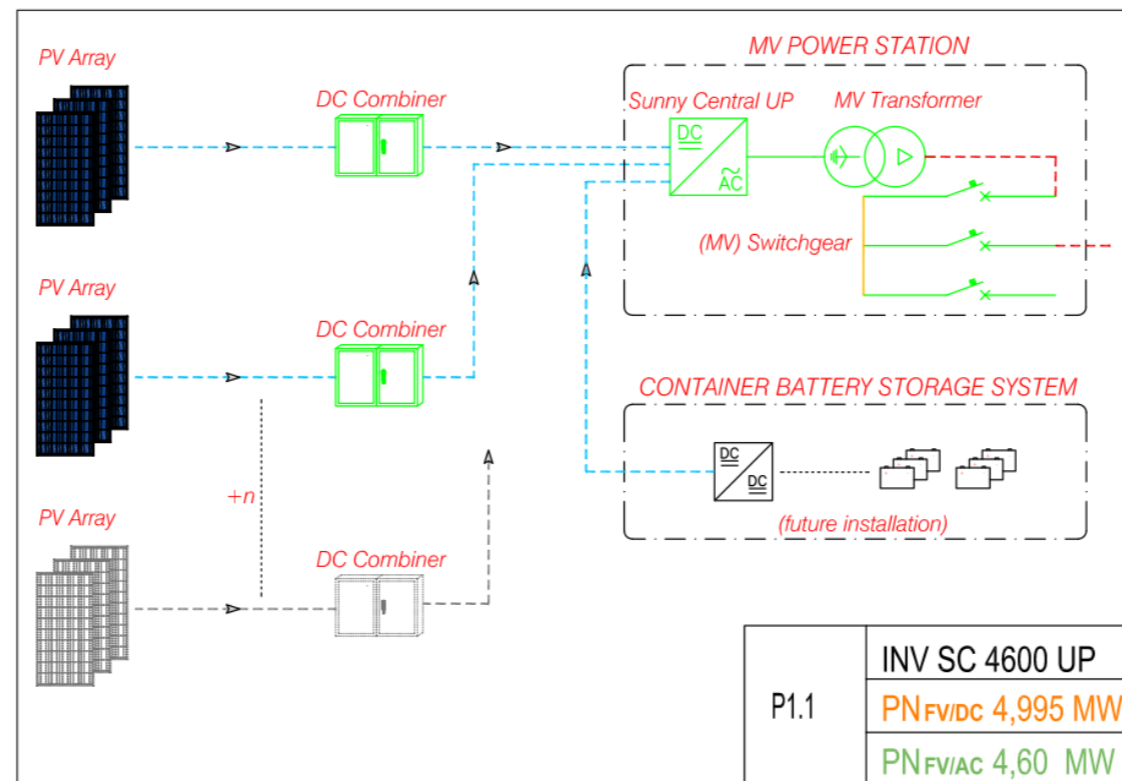 MV POWER STATION
PV Array
DC Combiner
Sunny Central UP
MV Transformer
DC
AC
(MV) Switchgear
PV Array
DC Combiner
CONTAINER BATTERY STORAGE SYSTEM
DC
DC
(future installation)
+n
PV Array
DC Combiner
P1.1
INV SC 4600 UP
PN FV/DC 4,995 MW
PN FV/AC 4,60 MW